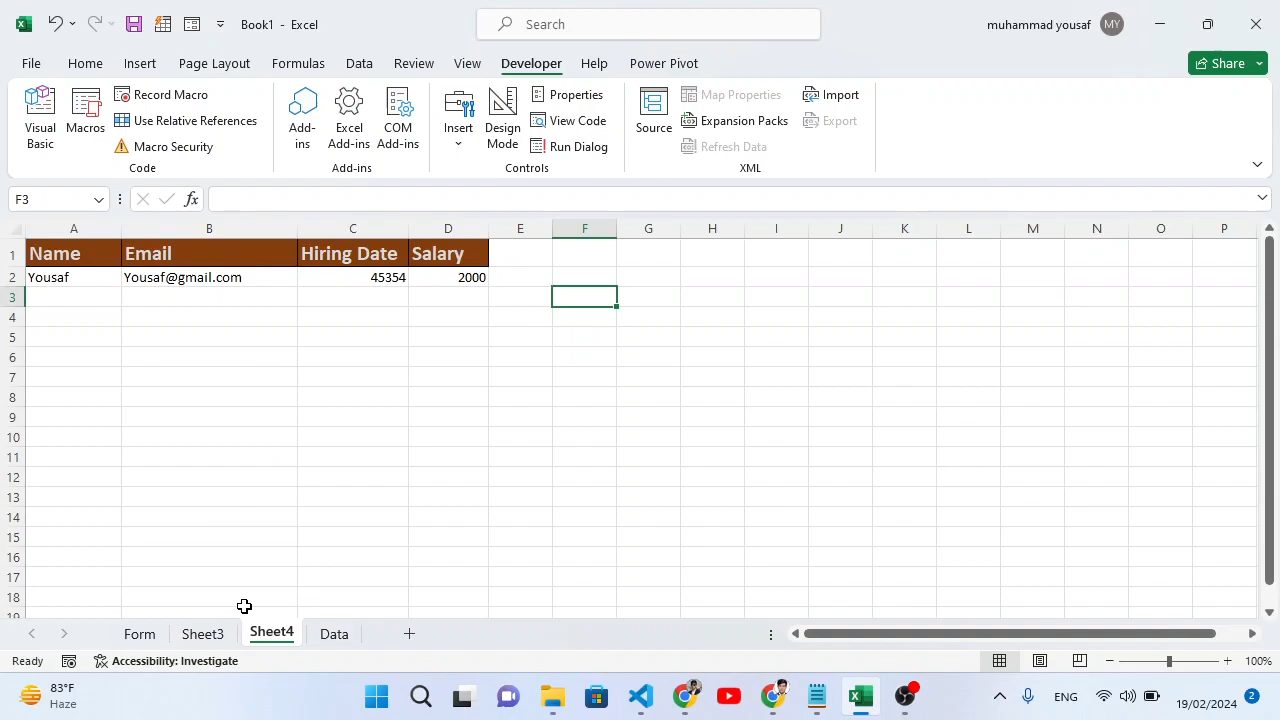 Book1 - Excel
Search
muhammad yousaf
MY
File Home Insert Page Layout Formulas Data Review View Developer Help Power Pivot
Share
Visual Basic
Macros
Record Macro
Use Relative References
Macro Security
Code
Add-ins
Excel Add-ins
COM Add-ins
Add-ins
Insert
Design Mode
Properties
View Code
Run Dialog
Controls
Source
Map Properties
Expansion Packs
Refresh Data
Import
Export
XML
F3
fx
A B C D E F G H I J K L M N O P
1 Name Email Hiring Date Salary
2 Yousaf Yousaf@gmail.com 45354 2000
3
4
5
6
7
8
9
10
11
12
13
14
15
16
17
18
19
Form Sheet3 Sheet4 Data
Ready
Accessibility: Investigate
100%
83°F
Haze
ENG
19/02/2024
2